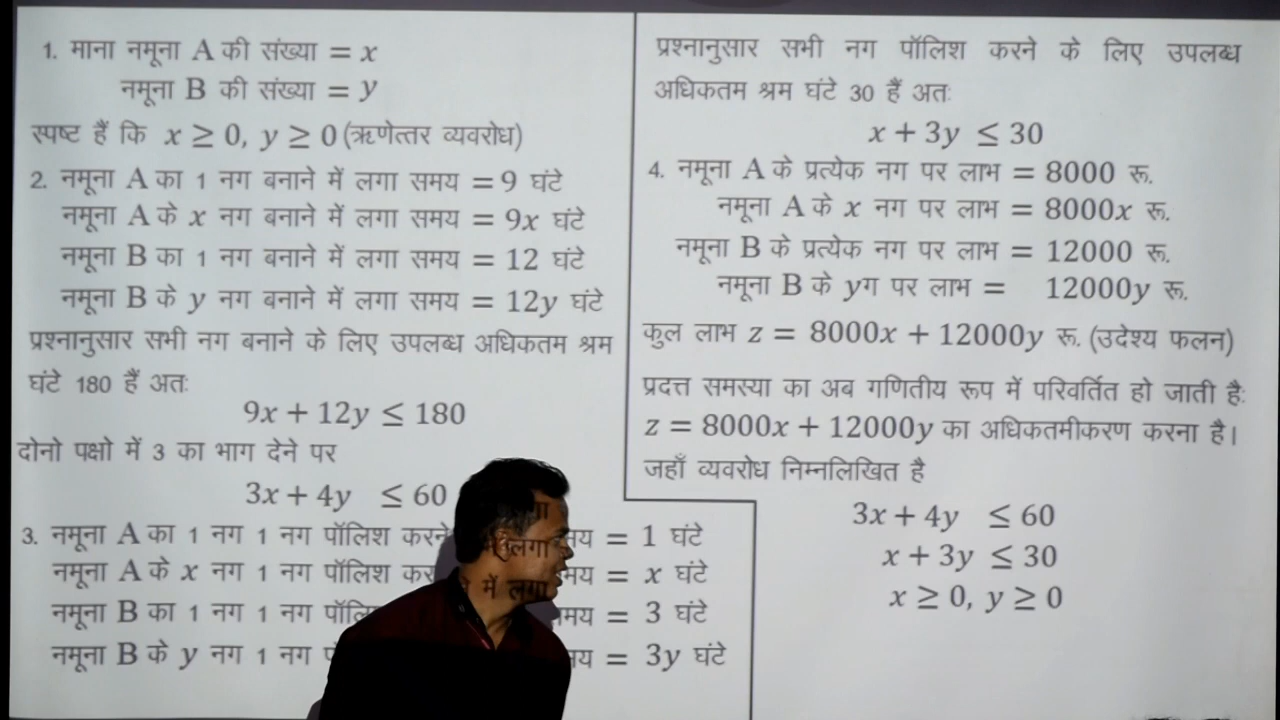 1. माना नमूना A की संख्या = x
नमूना B की संख्या = y
स्पष्ट हैं कि x ≥ 0, y ≥ 0 (ऋणेत्तर व्यवरोध)
2. नमूना A का 1 नग बनाने में लगा समय = 9 घंटे
नमूना A के x नग बनाने में लगा समय = 9x घंटे
नमूना B का 1 नग बनाने में लगा समय = 12 घंटे
नमूना B के y नग बनाने में लगा समय = 12y घंटे
प्रश्नानुसार सभी नग बनाने के लिए उपलब्ध अधिकतम श्रम
घंटे 180 हैं अतः
9x + 12y ≤ 180
दोनो पक्षो में 3 का भाग देने पर
3x + 4y ≤ 60
3. नमूना A का 1 नग 1 नग पॉलिश करने में लगा = 1 घंटे
नमूना A के x नग 1 नग पॉलिश = x घंटे
नमूना B का 1 नग 1 नग = 3 घंटे
नमूना B के y नग 1 नग = 3y घंटे
प्रश्नानुसार सभी नग पॉलिश करने के लिए उपलब्ध
अधिकतम श्रम घंटे 30 हैं अतः
x + 3y ≤ 30
4. नमूना A के प्रत्येक नग पर लाभ = 8000 रू.
नमूना A के x नग पर लाभ = 8000x रू.
नमूना B के प्रत्येक नग पर लाभ = 12000 रू.
नमूना B के yग पर लाभ = 12000y रू.
कुल लाभ z = 8000x + 12000y रू. (उदेश्य फलन)
प्रदत्त समस्या का अब गणितीय रूप में परिवर्तित हो जाती है:
z = 8000x + 12000y का अधिकतमीकरण करना है।
जहाँ व्यवरोध निम्नलिखित है
3x + 4y ≤ 60
x + 3y ≤ 30
x ≥ 0, y ≥ 0